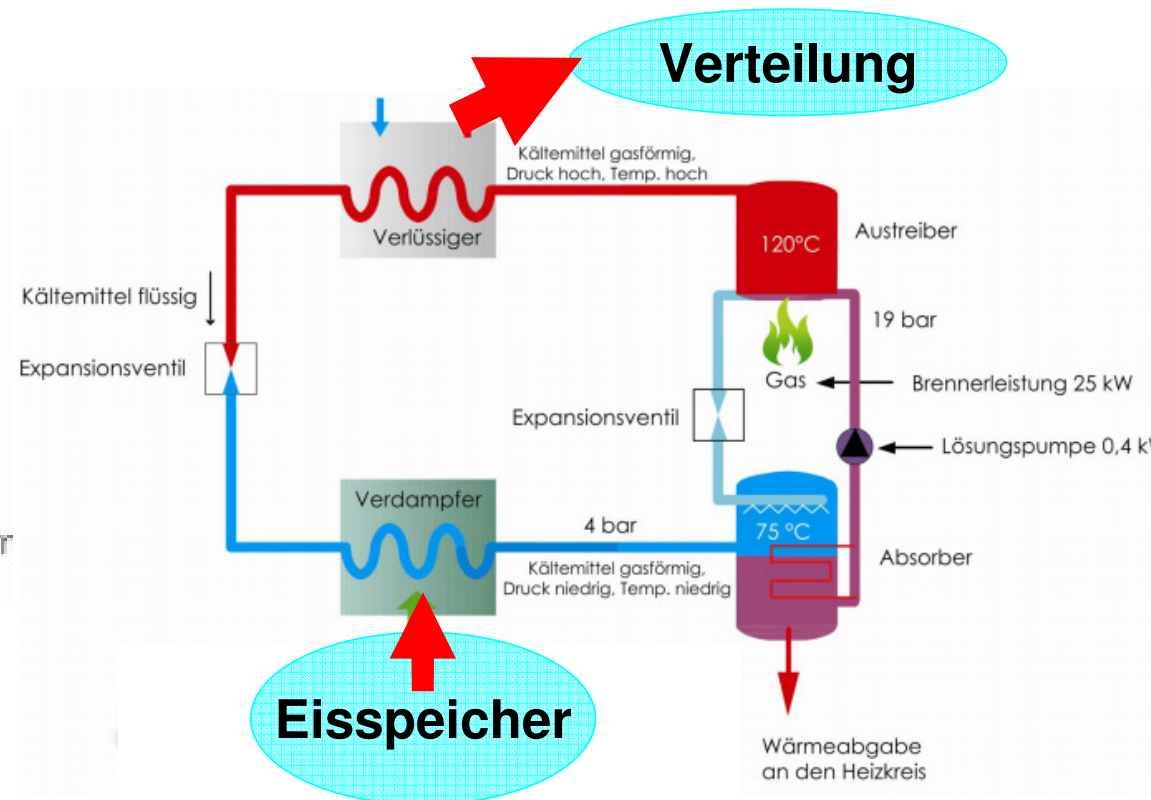 Verteilung
Kältemittel gasförmig,
Druck hoch, Temp. hoch
Verlüssiger
120°C
Austreiber
Kältemittel flüssig
19 bar
Expansionsventil
Gas
Brennerleistung 25 kW
Expansionsventil
Lösungspumpe 0,4
Verdampfer
4 bar
75 °C
Kältemittel gasförmig,
Druck niedrig, Temp. niedrig
Absorber
Eisspeicher
Wärmeabgabe
an den Heizkreis